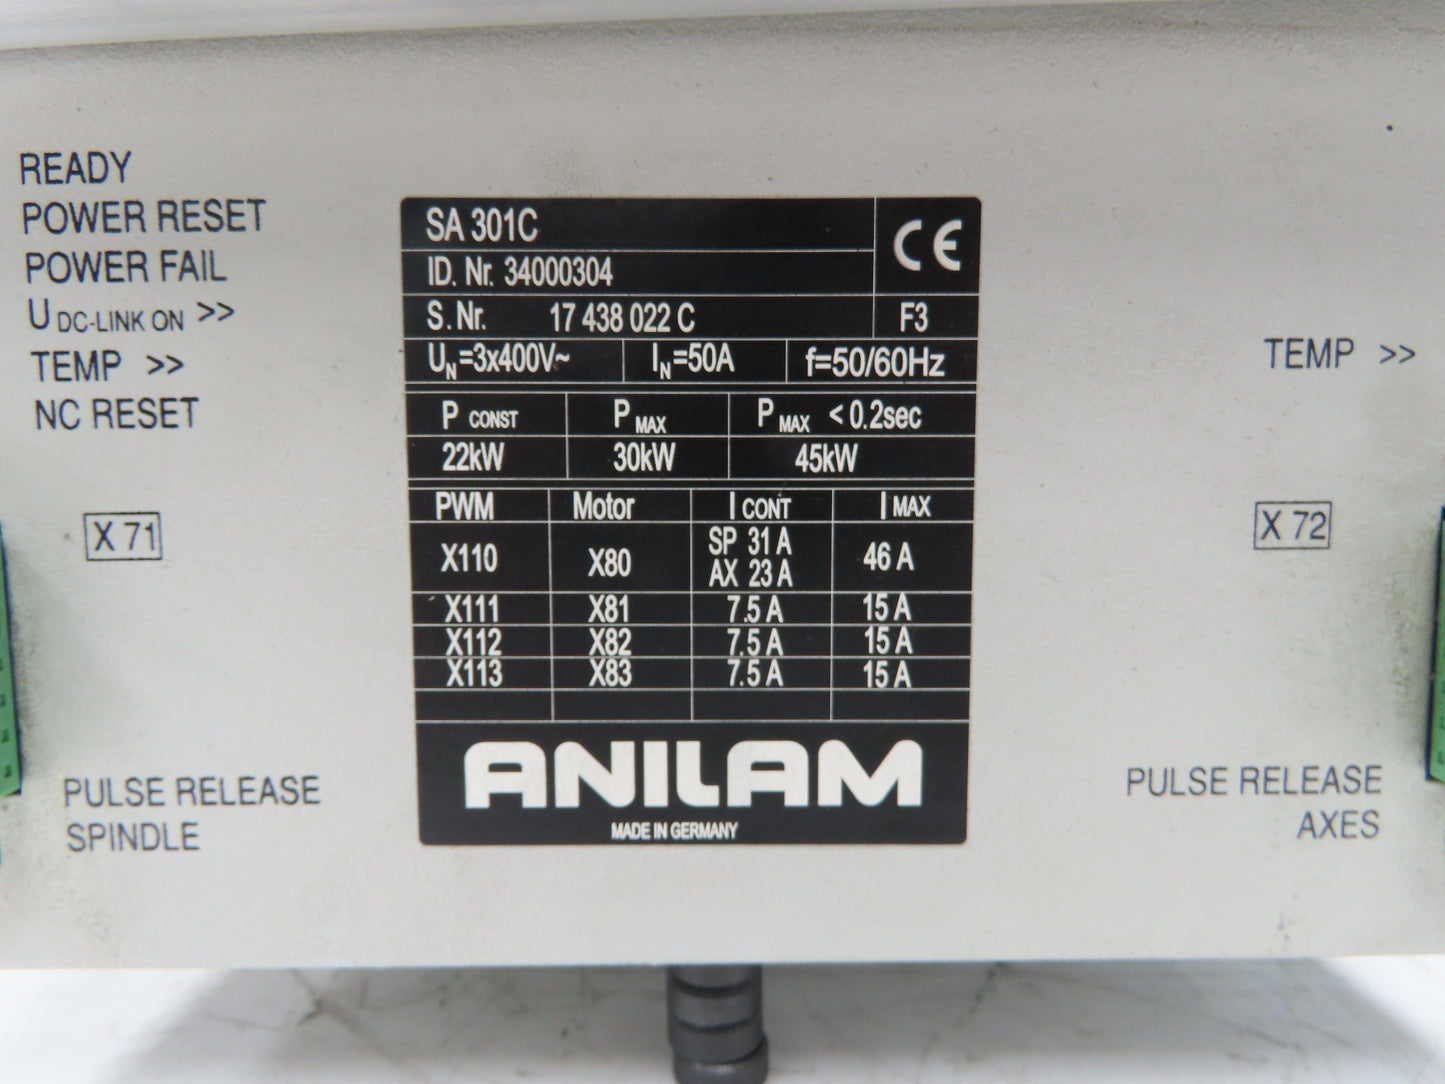 READY
POWER RESET
POWER FAIL
U DC-LINK ON >>
TEMP >>
NC RESET
X 71
PULSE RELEASE
SPINDLE
SA 301C
CE
ID. Nr. 34000304
S. Nr. 17 438 022 C F3
UN=3x400V~ IN=50A f=50/60Hz
P CONST P MAX P MAX < 0.2sec
22kW 30kW 45kW
PWM Motor I CONT I MAX
X110 X80 SP 31 A 46 A
AX 23 A
X111 X81 7.5 A 15 A
X112 X82 7.5 A 15 A
X113 X83 7.5 A 15 A
ANILAM
MADE IN GERMANY
TEMP >>
X 72
PULSE RELEASE
AXES